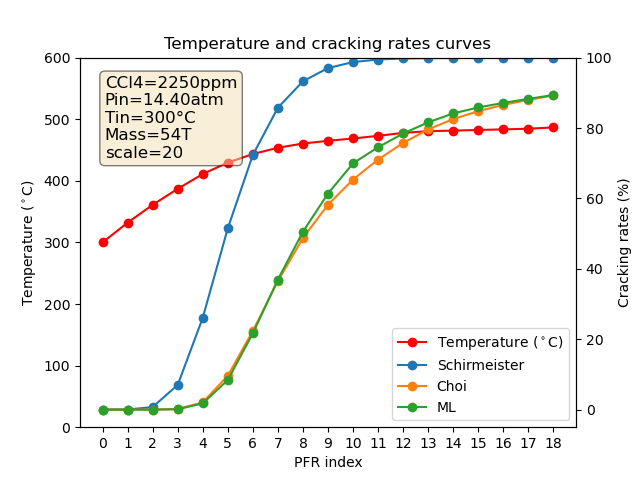 Temperature and cracking rates curves
CCl4=2250ppm
Pin=14.40atm
Tin=300°C
Mass=54T
scale=20
600
500
400
300
200
100
0
Temperature (°C)
100
80
60
40
20
0
Cracking rates (%)
Temperature (°C)
Schirmeister
Choi
ML
0 1 2 3 4 5 6 7 8 9 10 11 12 13 14 15 16 17 18
PFR index